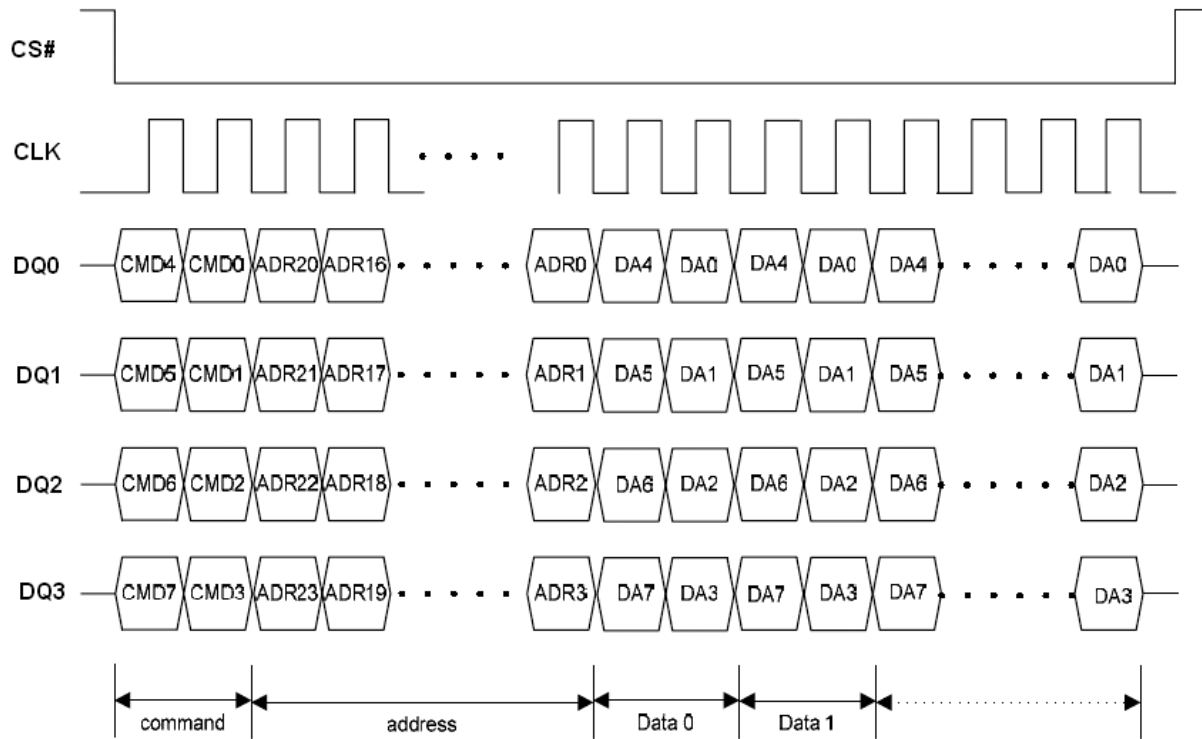 CS#
CLK
DQ0 CMD4 CMD0 ADR20 ADR16 ADR0 DA4 DA0 DA4 DA0 DA4 DA0
DQ1 CMD5 CMD1 ADR21 ADR17 ADR1 DA5 DA1 DA5 DA1 DA5 DA1
DQ2 CMD6 CMD2 ADR22 ADR18 ADR2 DA6 DA2 DA6 DA2 DA6 DA2
DQ3 CMD7 CMD3 ADR23 ADR19 ADR3 DA7 DA3 DA7 DA3 DA7 DA3
command address Data 0 Data 1